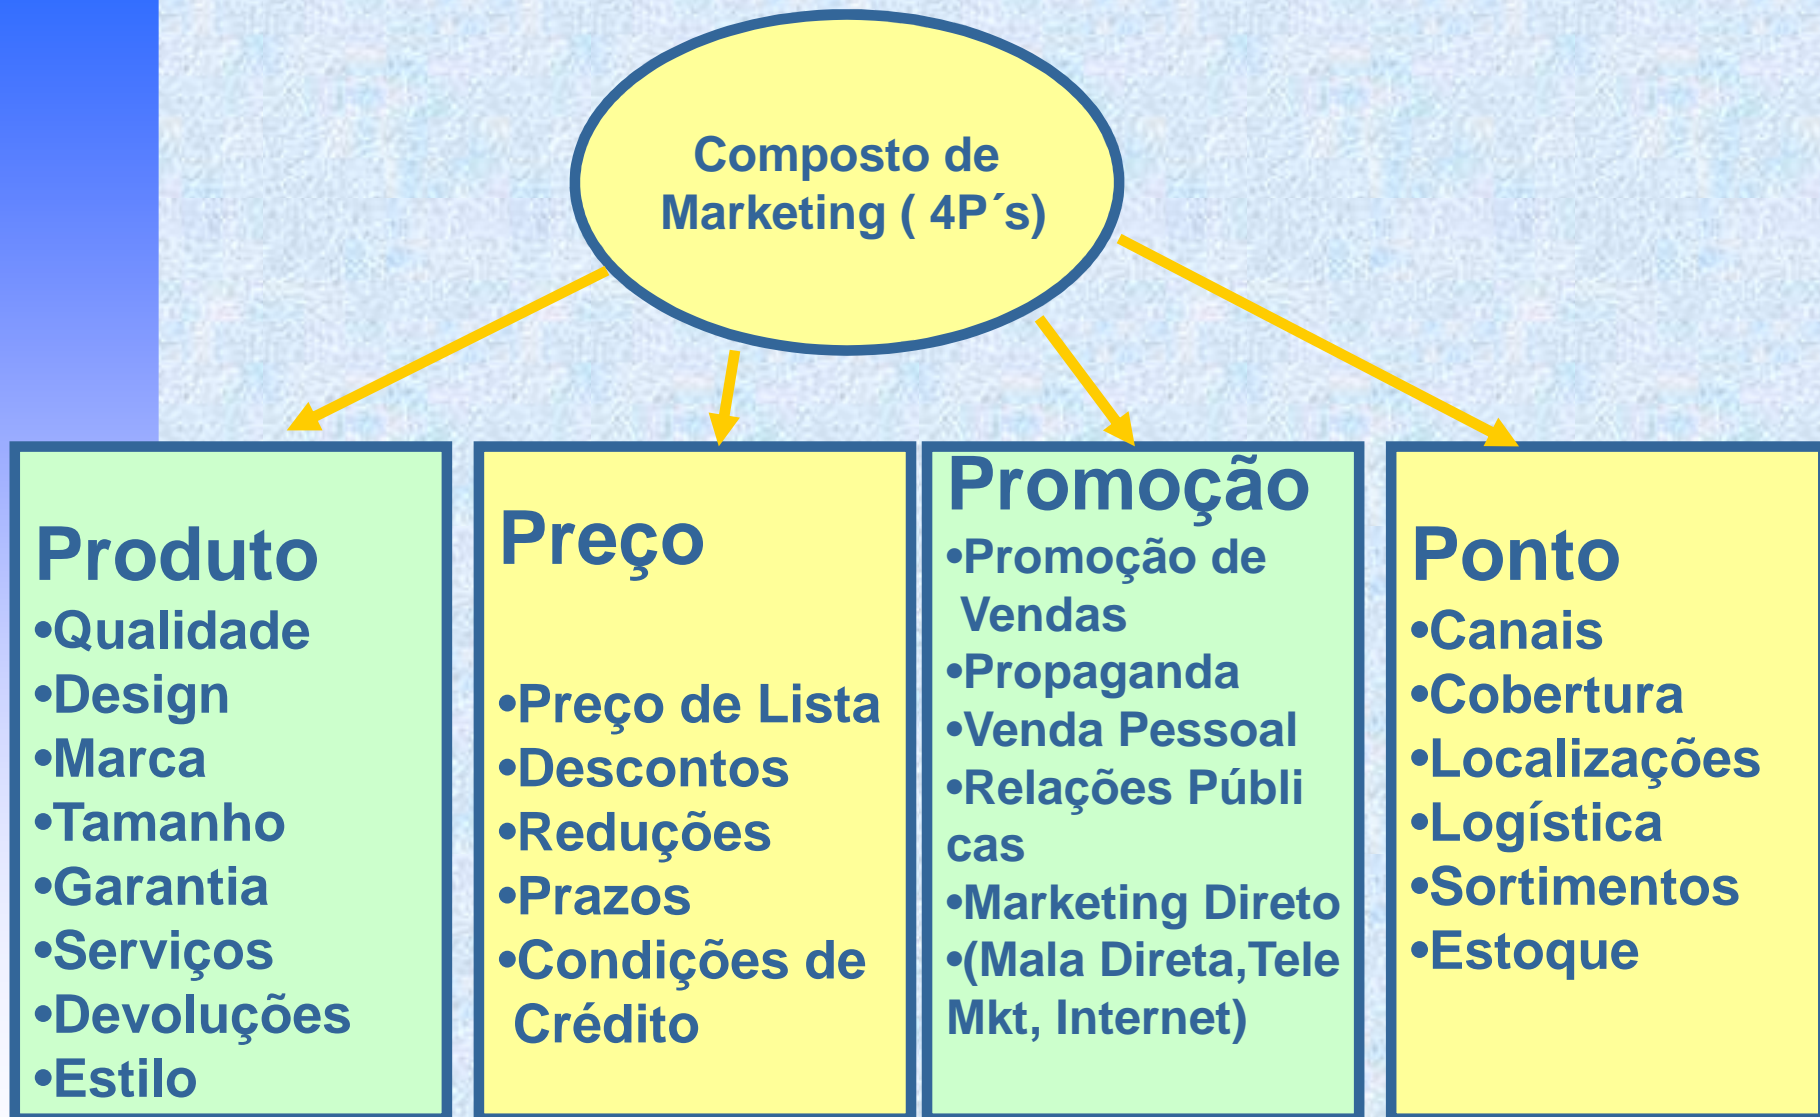 Composto de
Marketing ( 4P´s)
Produto
•Qualidade
•Design
•Marca
•Tamanho
•Garantia
•Serviços
•Devoluções
•Estilo
Preço
•Preço de Lista
•Descontos
•Reduções
•Prazos
•Condições de
Crédito
Promoção
•Promoção de
Vendas
•Propaganda
•Venda Pessoal
•Relações Públi
cas
•Marketing Direto
•(Mala Direta,Tele
Mkt, Internet)
Ponto
•Canais
•Cobertura
•Localizações
•Logística
•Sortimentos
•Estoque